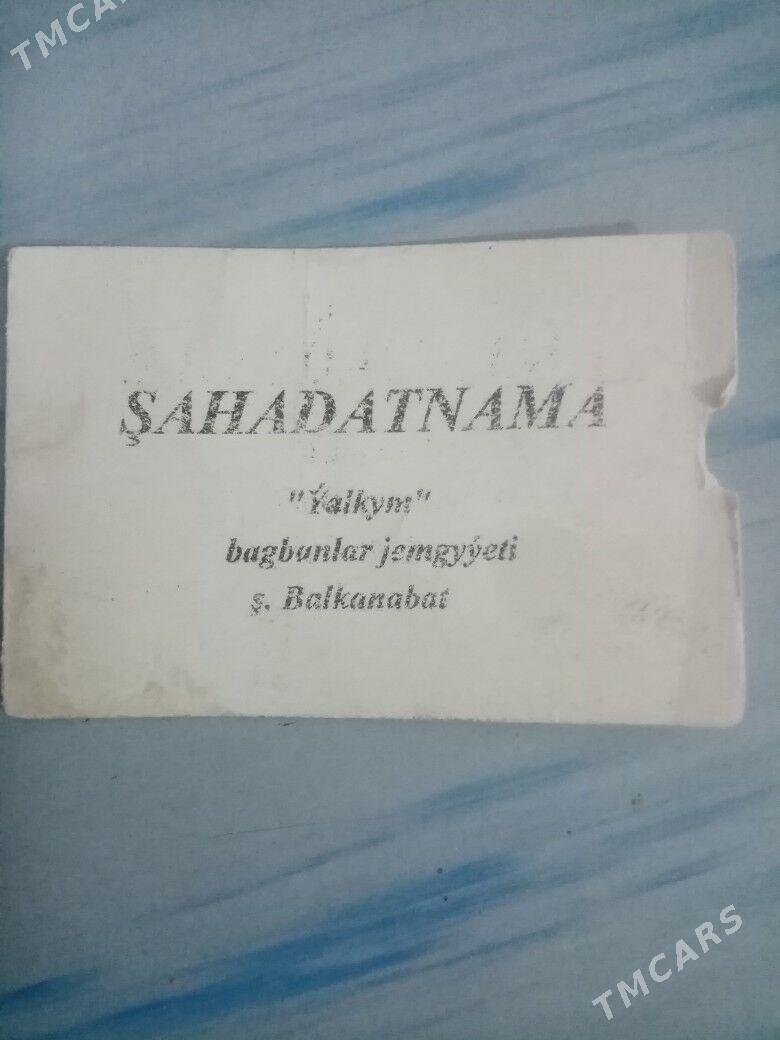 TMCARS
ŞAHADATNAMA
"Ýalkym"
bagbanlar jemgyýeti
ş. Balkanabat
TMCARS